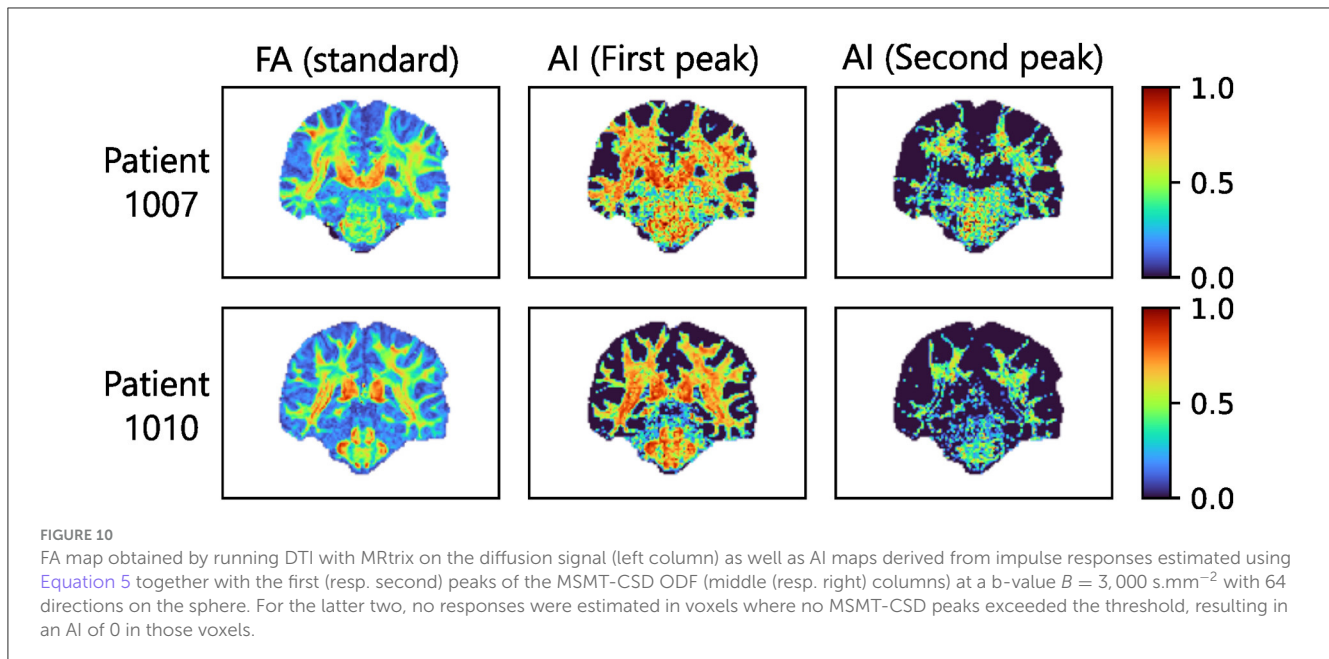 FA (standard) AI (First peak) AI (Second peak)
Patient
1007
1.0
0.5
0.0
Patient
1010
1.0
0.5
0.0
FIGURE 10
FA map obtained by running DTI with MRtrix on the diffusion signal (left column) as well as AI maps derived from impulse responses estimated using
Equation 5 together with the first (resp. second) peaks of the MSMT-CSD ODF (middle (resp. right) columns) at a b-value B = 3,000 s.mm⁻² with 64
directions on the sphere. For the latter two, no responses were estimated in voxels where no MSMT-CSD peaks exceeded the threshold, resulting in
an AI of 0 in those voxels.